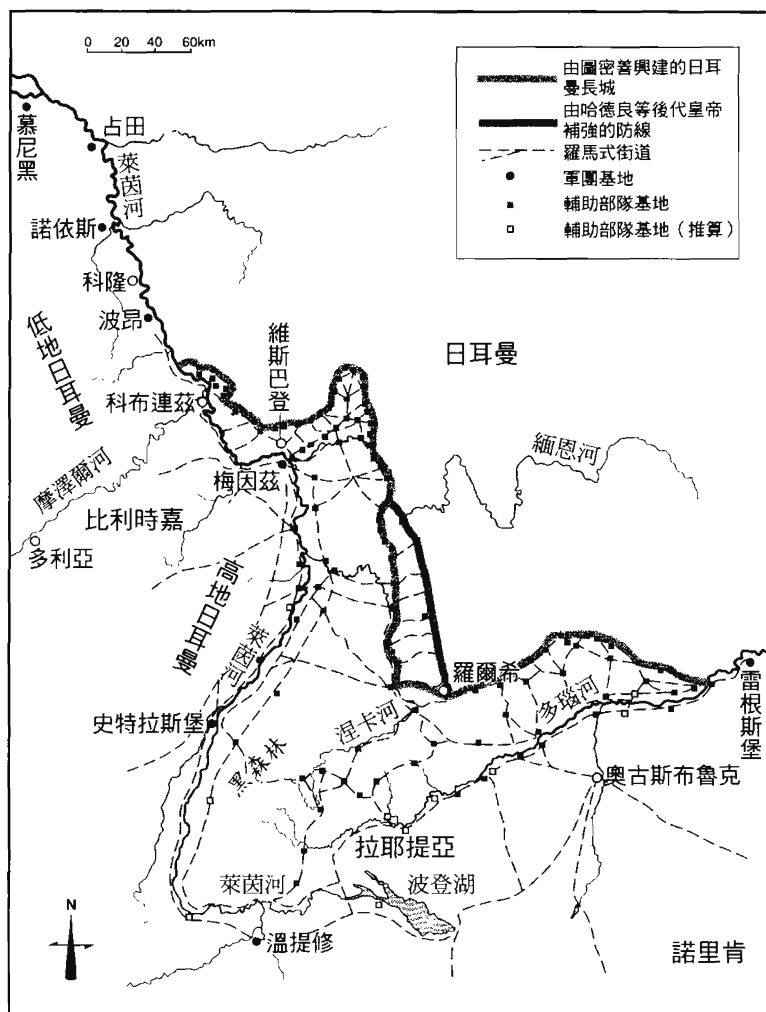 0 20 40 60km
由圖密善興建的日耳
曼長城
由哈德良等後代皇帝
補強的防線
羅馬式街道
軍團基地
輔助部隊基地
輔助部隊基地（推算）
慕尼黑
占田
萊茵河
諾依斯
科隆
波昂
低地日耳曼
維斯巴登
日耳曼
科布連茲
緬恩河
摩澤爾河
梅因茲
比利時嘉
多利亞
高地日耳曼
萊茵河
羅爾希
多瑙河
雷根斯堡
涅卡河
史特拉斯堡
黑森林
奧古斯布魯克
拉耶提亞
萊茵河
波登湖
N
溫提修
諾里肯